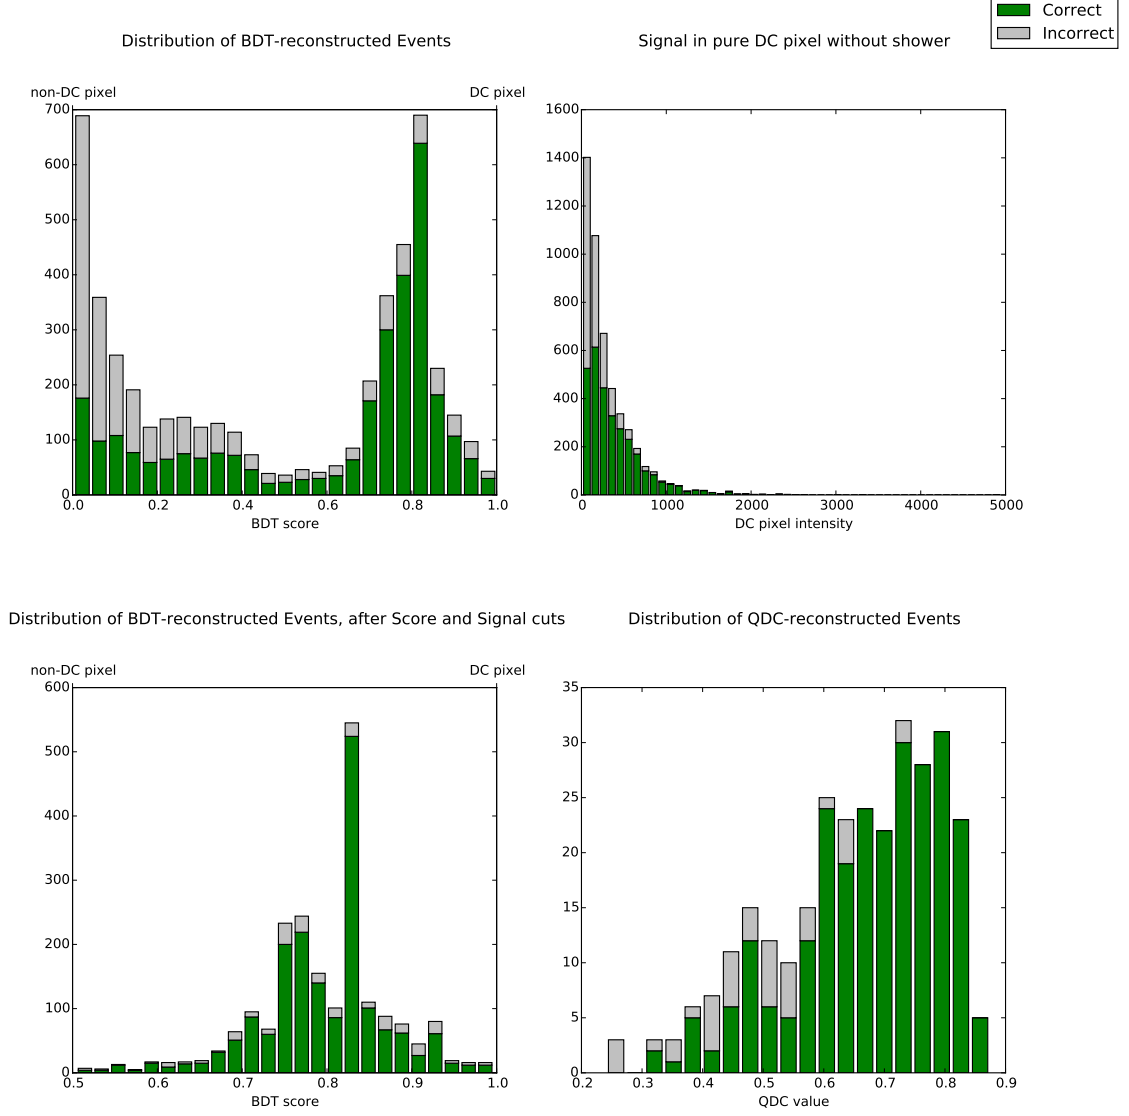 Correct
Incorrect
Distribution of BDT-reconstructed Events
non-DC pixel
DC pixel
700
600
500
400
300
200
100
0
0.0 0.2 0.4 0.6 0.8 1.0
BDT score
Signal in pure DC pixel without shower
1600
1400
1200
1000
800
600
400
200
0
0 1000 2000 3000 4000 5000
DC pixel intensity
Distribution of BDT-reconstructed Events, after Score and Signal cuts
non-DC pixel
DC pixel
600
500
400
300
200
100
0
0.5 0.6 0.7 0.8 0.9 1.0
BDT score
Distribution of QDC-reconstructed Events
35
30
25
20
15
10
5
0
0.2 0.3 0.4 0.5 0.6 0.7 0.8 0.9
QDC value